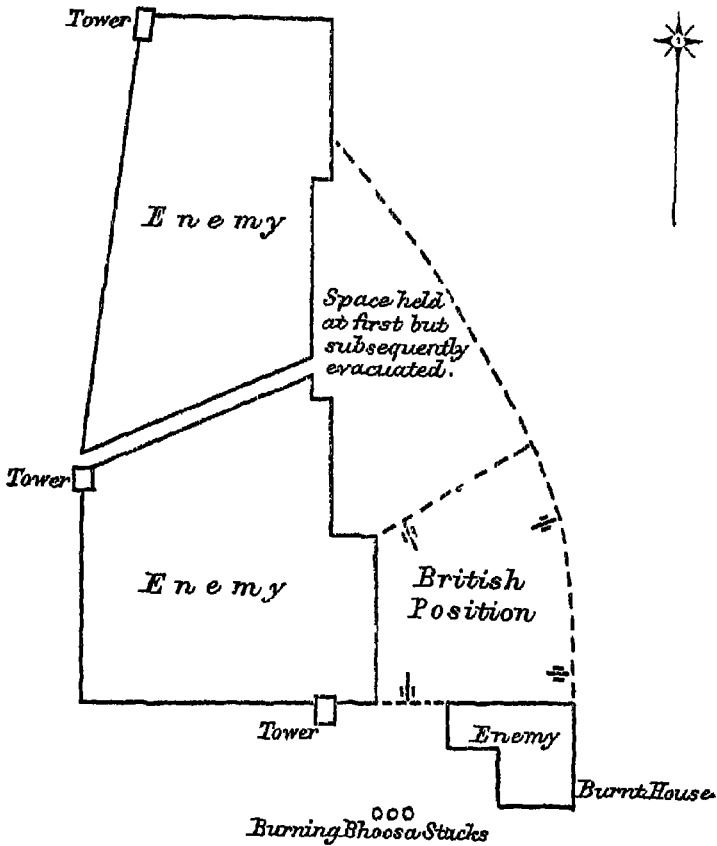 Tower
Enemy
Space held
at first but
subsequently
evacuated.
Tower
Enemy
British
Position
Tower
Enemy
Burnt House
Burning Bhoosa Stacks